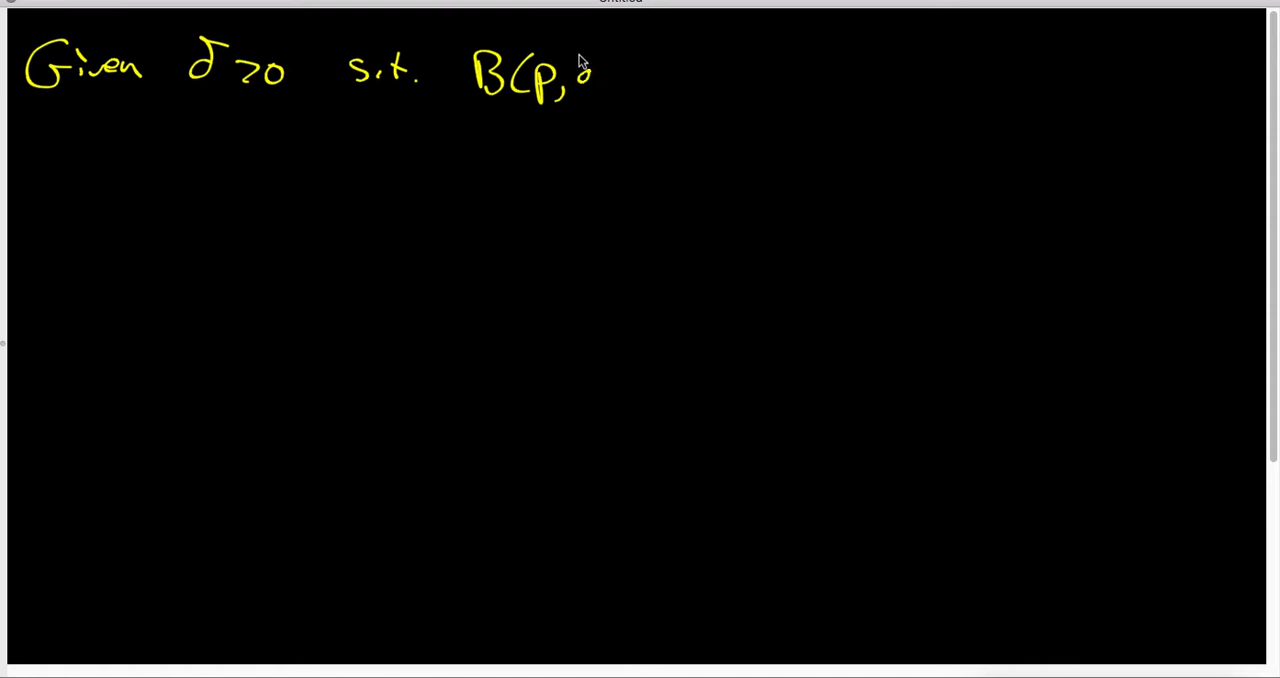 Given δ >0 s.t. B(p,